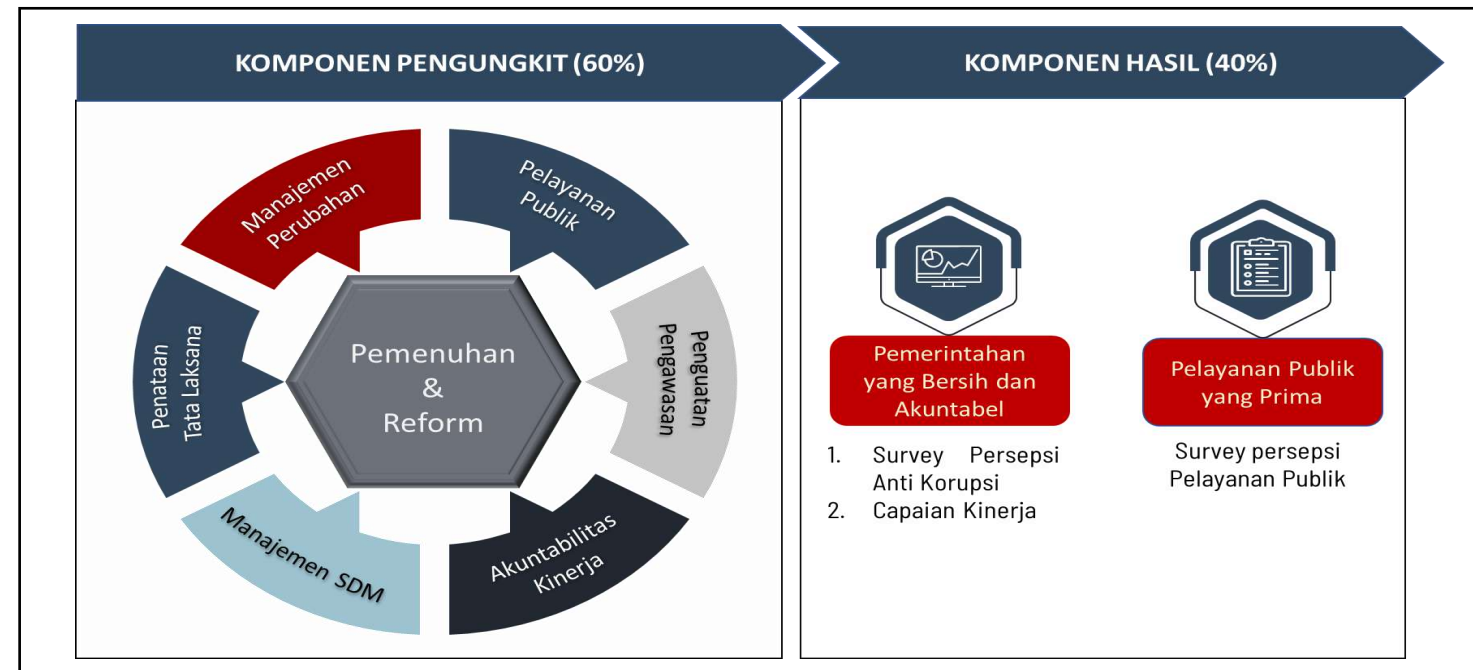 KOMPONEN PENGUNGKIT (60%)
KOMPONEN HASIL (40%)
Manajemen
Perubahan
Pelayanan
Publik
Penataan
Tata Laksana
Pemenuhan
&
Reform
Penguatan
Pengawasan
Manajemen SDM
Akuntabilitas
Kinerja
Pemerintahan
yang Bersih dan
Akuntabel
1. Survey Persepsi
Anti Korupsi
2. Capaian Kinerja
Pelayanan Publik
yang Prima
Survey persepsi
Pelayanan Publik